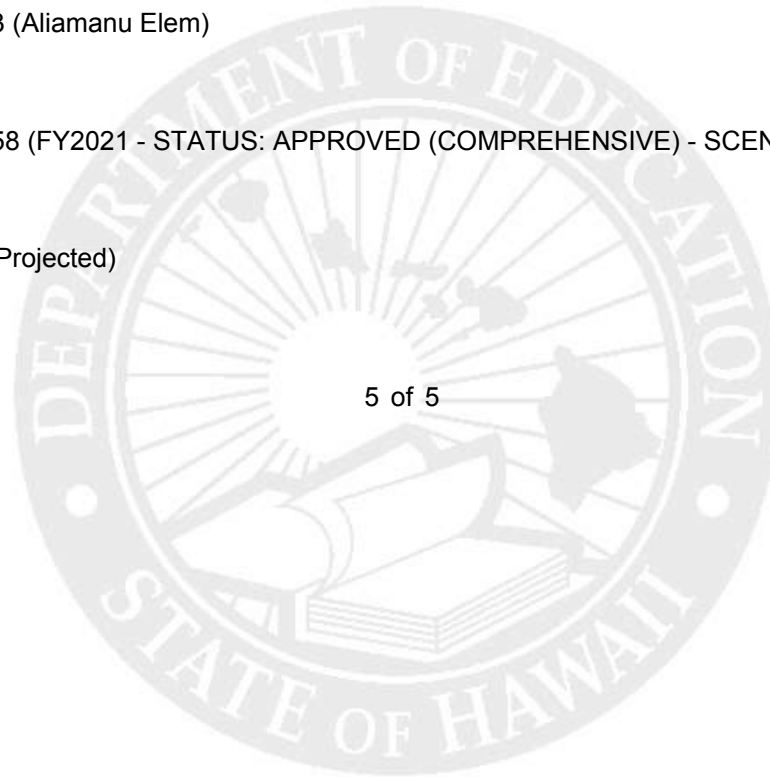 3 (Aliamanu Elem)
58 (FY2021 - STATUS: APPROVED (COMPREHENSIVE) - SCEN
Projected)
5 of 5
DEPARTMENT OF EDUCATION
STATE OF HAWAII